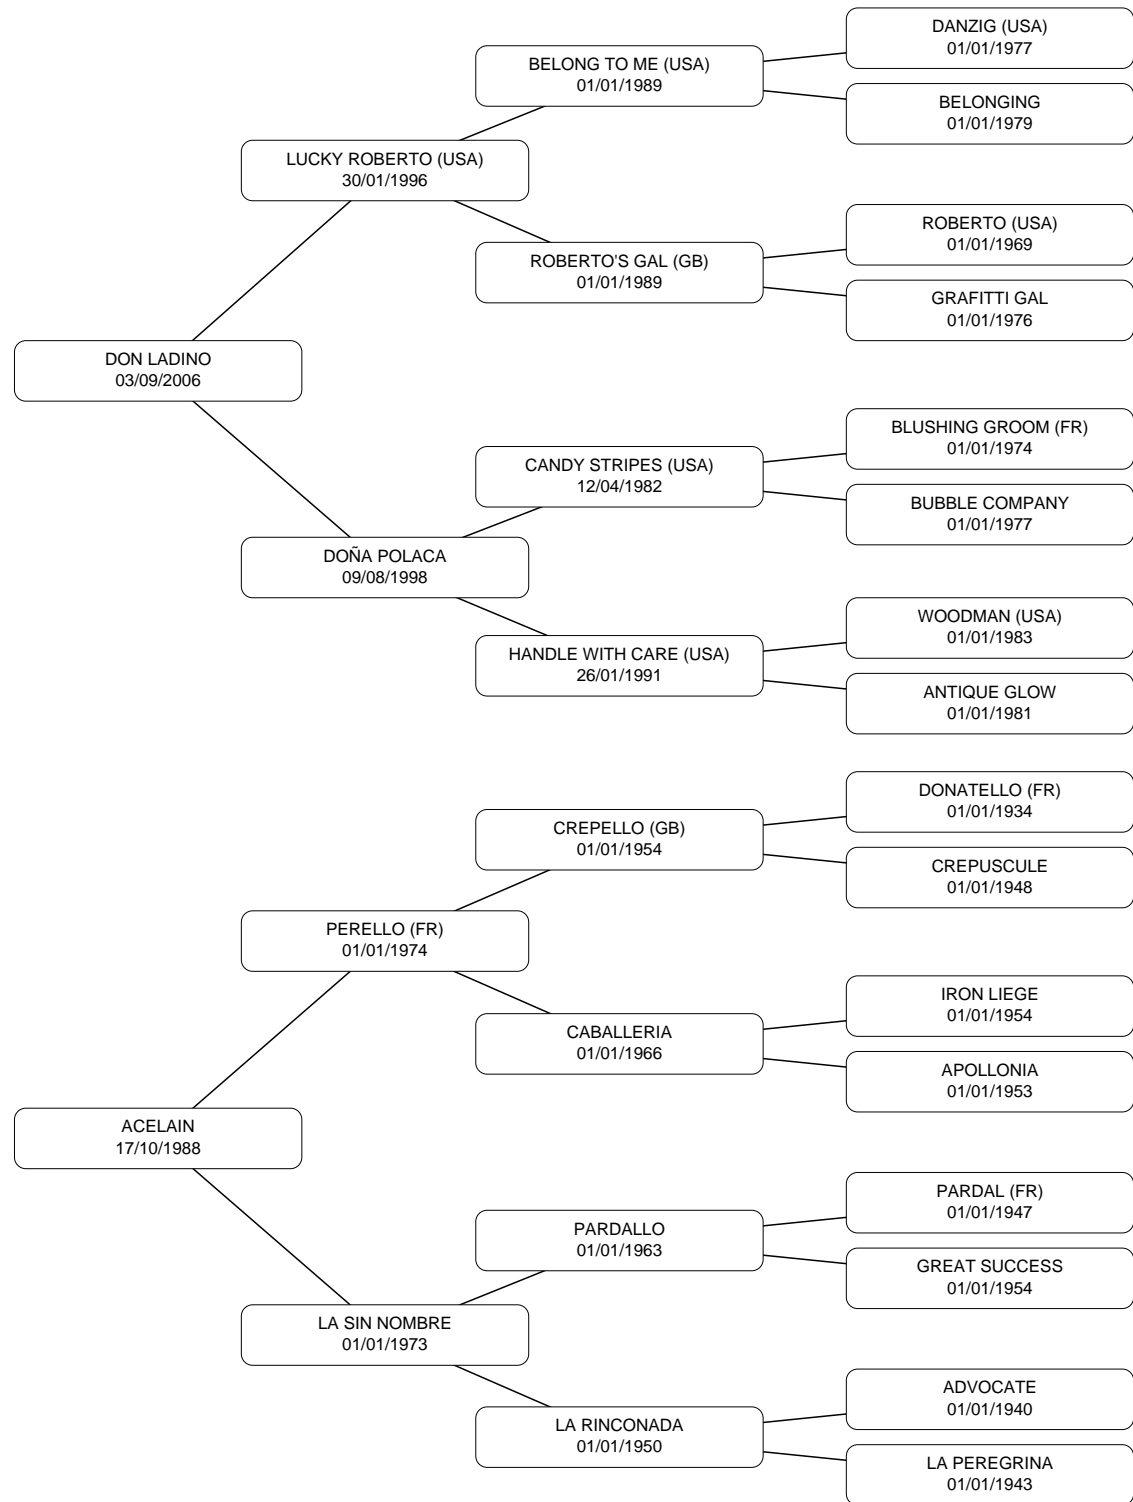 DANZIG (USA)
01/01/1977
BELONG TO ME (USA)
01/01/1989
BELONGING
01/01/1979
LUCKY ROBERTO (USA)
30/01/1996
ROBERTO (USA)
01/01/1969
ROBERTO'S GAL (GB)
01/01/1989
GRAFITTI GAL
01/01/1976
DON LADINO
03/09/2006
BLUSHING GROOM (FR)
01/01/1974
CANDY STRIPES (USA)
12/04/1982
BUBBLE COMPANY
01/01/1977
DOÑA POLACA
09/08/1998
WOODMAN (USA)
01/01/1983
HANDLE WITH CARE (USA)
26/01/1991
ANTIQUE GLOW
01/01/1981
DONATELLO (FR)
01/01/1934
CREPELLO (GB)
01/01/1954
CREPUSCULE
01/01/1948
PERELLO (FR)
01/01/1974
IRON LIEGE
01/01/1954
CABALLERIA
01/01/1966
APOLLONIA
01/01/1953
ACELAIN
17/10/1988
PARDAL (FR)
01/01/1947
PARDALLO
01/01/1963
GREAT SUCCESS
01/01/1954
LA SIN NOMBRE
01/01/1973
ADVOCATE
01/01/1940
LA RINCONADA
01/01/1950
LA PEREGRINA
01/01/1943